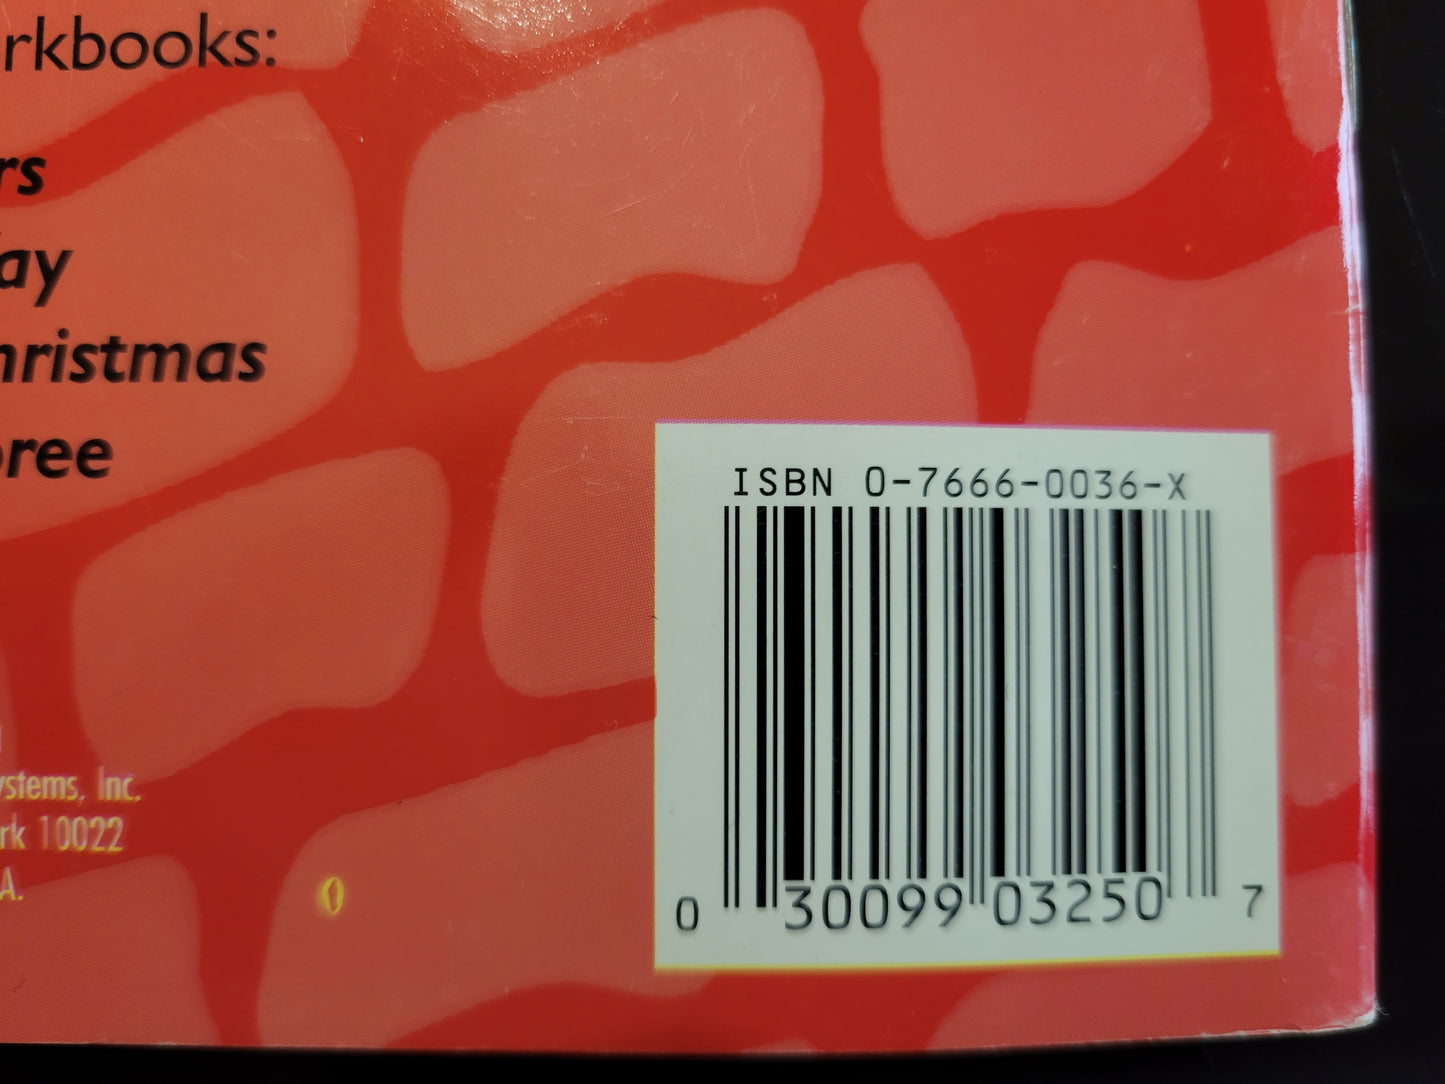 rkbooks:
rs
ay
hristmas
oree
ystems, Inc.
rk 10022
A.
ISBN 0-7666-0036-X
0 30099 03250 7